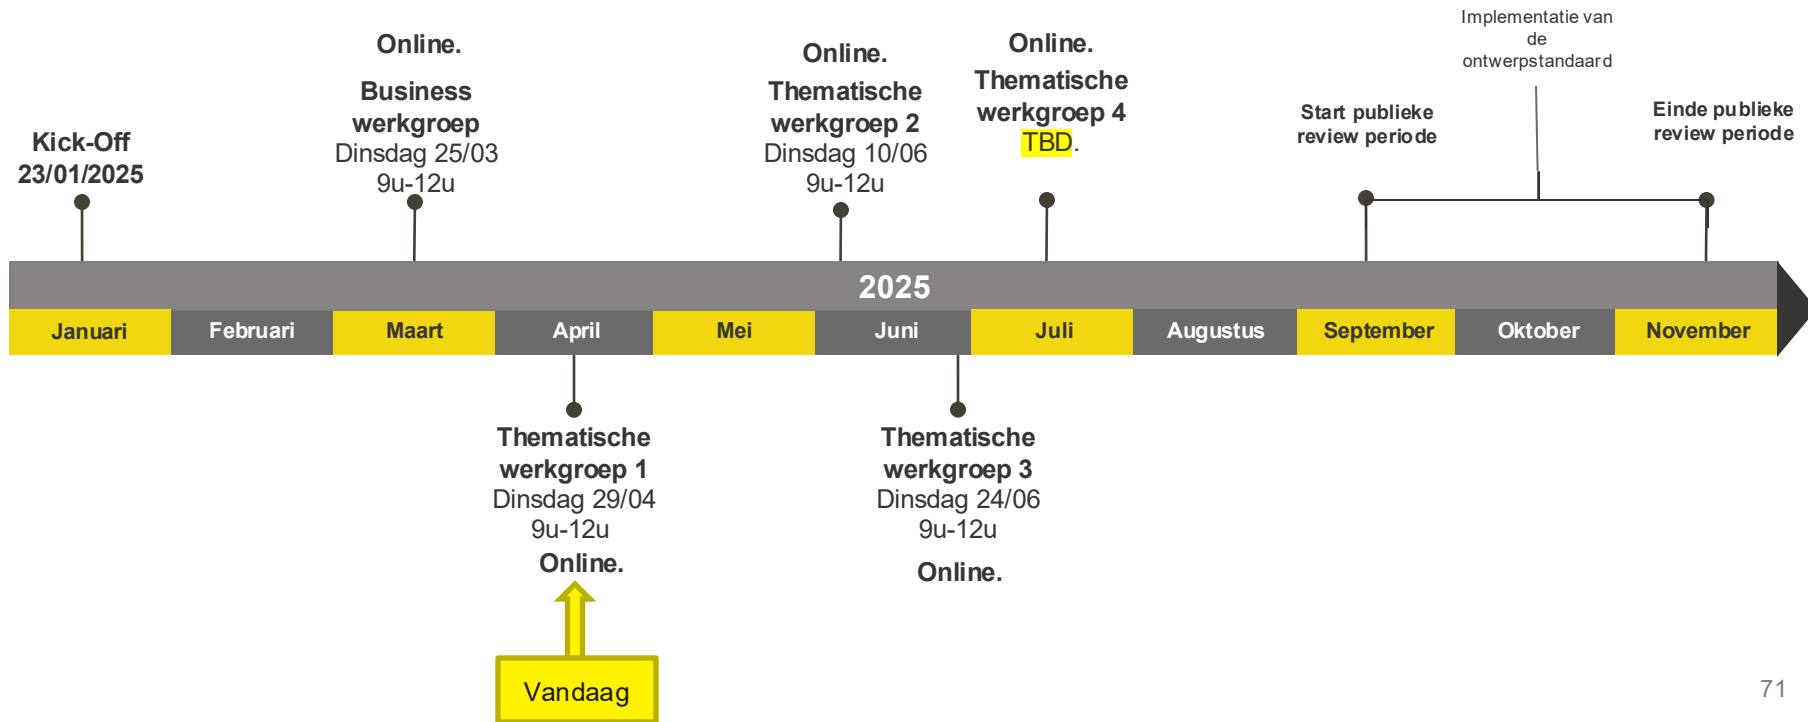 Kick-Off
23/01/2025
Online.
Business
werkgroep
Dinsdag 25/03
9u-12u
Online.
Thematische
werkgroep 2
Dinsdag 10/06
9u-12u
Online.
Thematische
werkgroep 4
TBD.
Start publieke
review periode
Implementatie van
de
ontwerpstandaard
Einde publieke
review periode
2025
Januari
Februari
Maart
April
Mei
Juni
Juli
Augustus
September
Oktober
November
Thematische
werkgroep 1
Dinsdag 29/04
9u-12u
Online.
Thematische
werkgroep 3
Dinsdag 24/06
9u-12u
Online.
Vandaag
71